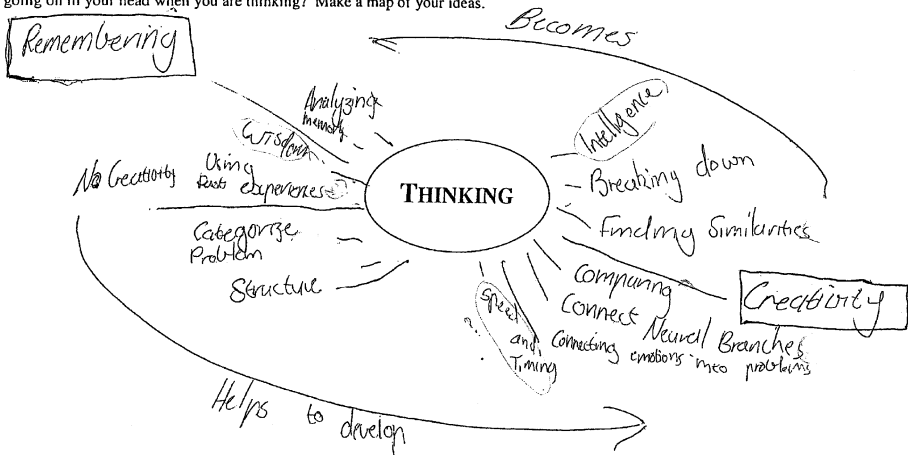 going on in your head when you are thinking? Make a map of your ideas.
Becomes
Remembering
Analyzing
memory
Wisdom
Intelligence
No Creativity
Using
Past experiences
THINKING
Breaking down
Finding Similarities
Categorize
Problem
Structure
Comparing
Creativity
Connect Neural Branches
Connecting emotions into problems
Speed
and
Timing
?
Helps to develop